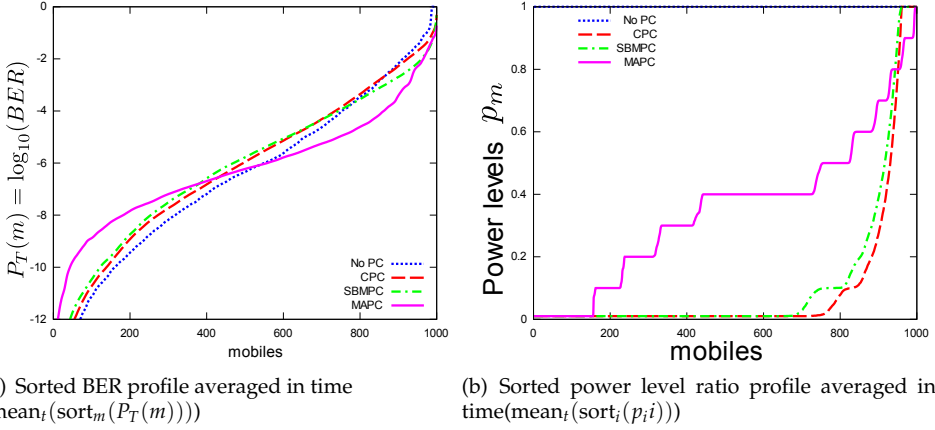 0
-2
-4
-6
-8
-10
-12
0 200 400 600 800 1000
P_T(m) = log_10(BER)
mobiles
No PC
CPC
SBMPC
MAPC
1
0.8
0.6
0.4
0.2
0
0 200 400 600 800 1000
Power levels p_m
mobiles
No PC
CPC
SBMPC
MAPC
) Sorted BER profile averaged in time
mean_t(sort_m(P_T(m))))
(b) Sorted power level ratio profile averaged in
time(mean_t(sort_i(p_i i)))